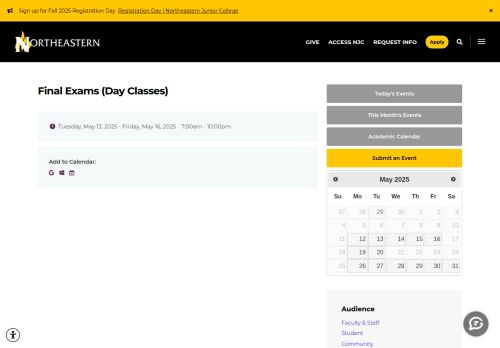 Sign up for Fall 2025 Registration Day Registration Day | Northeastern Junior College ×
NORTHEASTERN GIVE ACCESS NJC REQUEST INFO Apply
Final Exams (Day Classes)
Tuesday, May 13, 2025 - Friday, May 16, 2025 7:00am - 10:00pm
Add to Calendar:
Today's Events
This Month's Events
Academic Calendar
Submit an Event
May 2025
Su Mo Tu We Th Fr Sa
27 28 29 30 1 2 3
4 5 6 7 8 9 10
11 12 13 14 15 16 17
18 19 20 21 22 23 24
25 26 27 28 29 30 31
Audience
Faculty & Staff
Student
Community